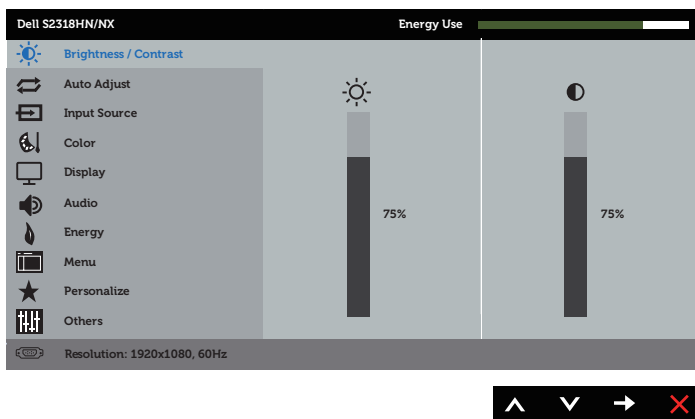 Dell S2318HN/NX Energy Use
Brightness / Contrast
Auto Adjust
Input Source
Color
Display
Audio
75% 75%
Energy
Menu
Personalize
Others
Resolution: 1920x1080, 60Hz